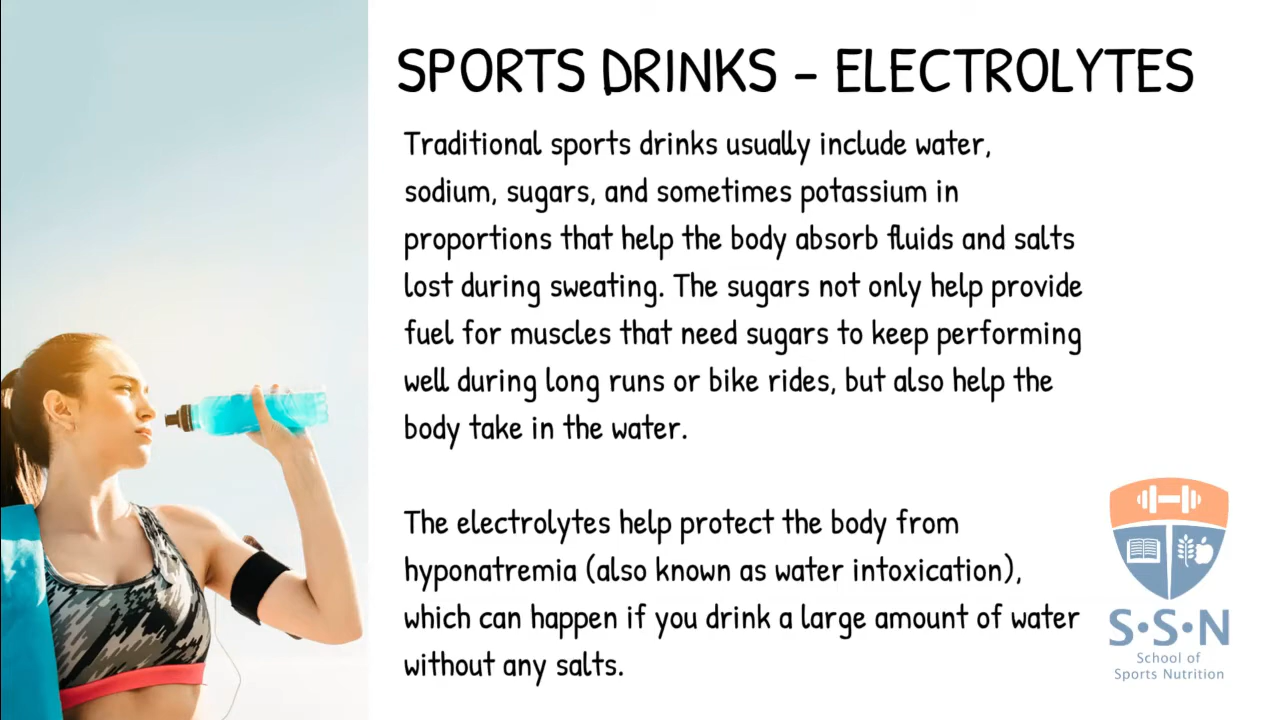 SPORTS DRINKS – ELECTROLYTES
Traditional sports drinks usually include water,
sodium, sugars, and sometimes potassium in
proportions that help the body absorb fluids and salts
lost during sweating. The sugars not only help provide
fuel for muscles that need sugars to keep performing
well during long runs or bike rides, but also help the
body take in the water.
The electrolytes help protect the body from
hyponatremia (also known as water intoxication),
which can happen if you drink a large amount of water
without any salts.
S•S•N
School of
Sports Nutrition